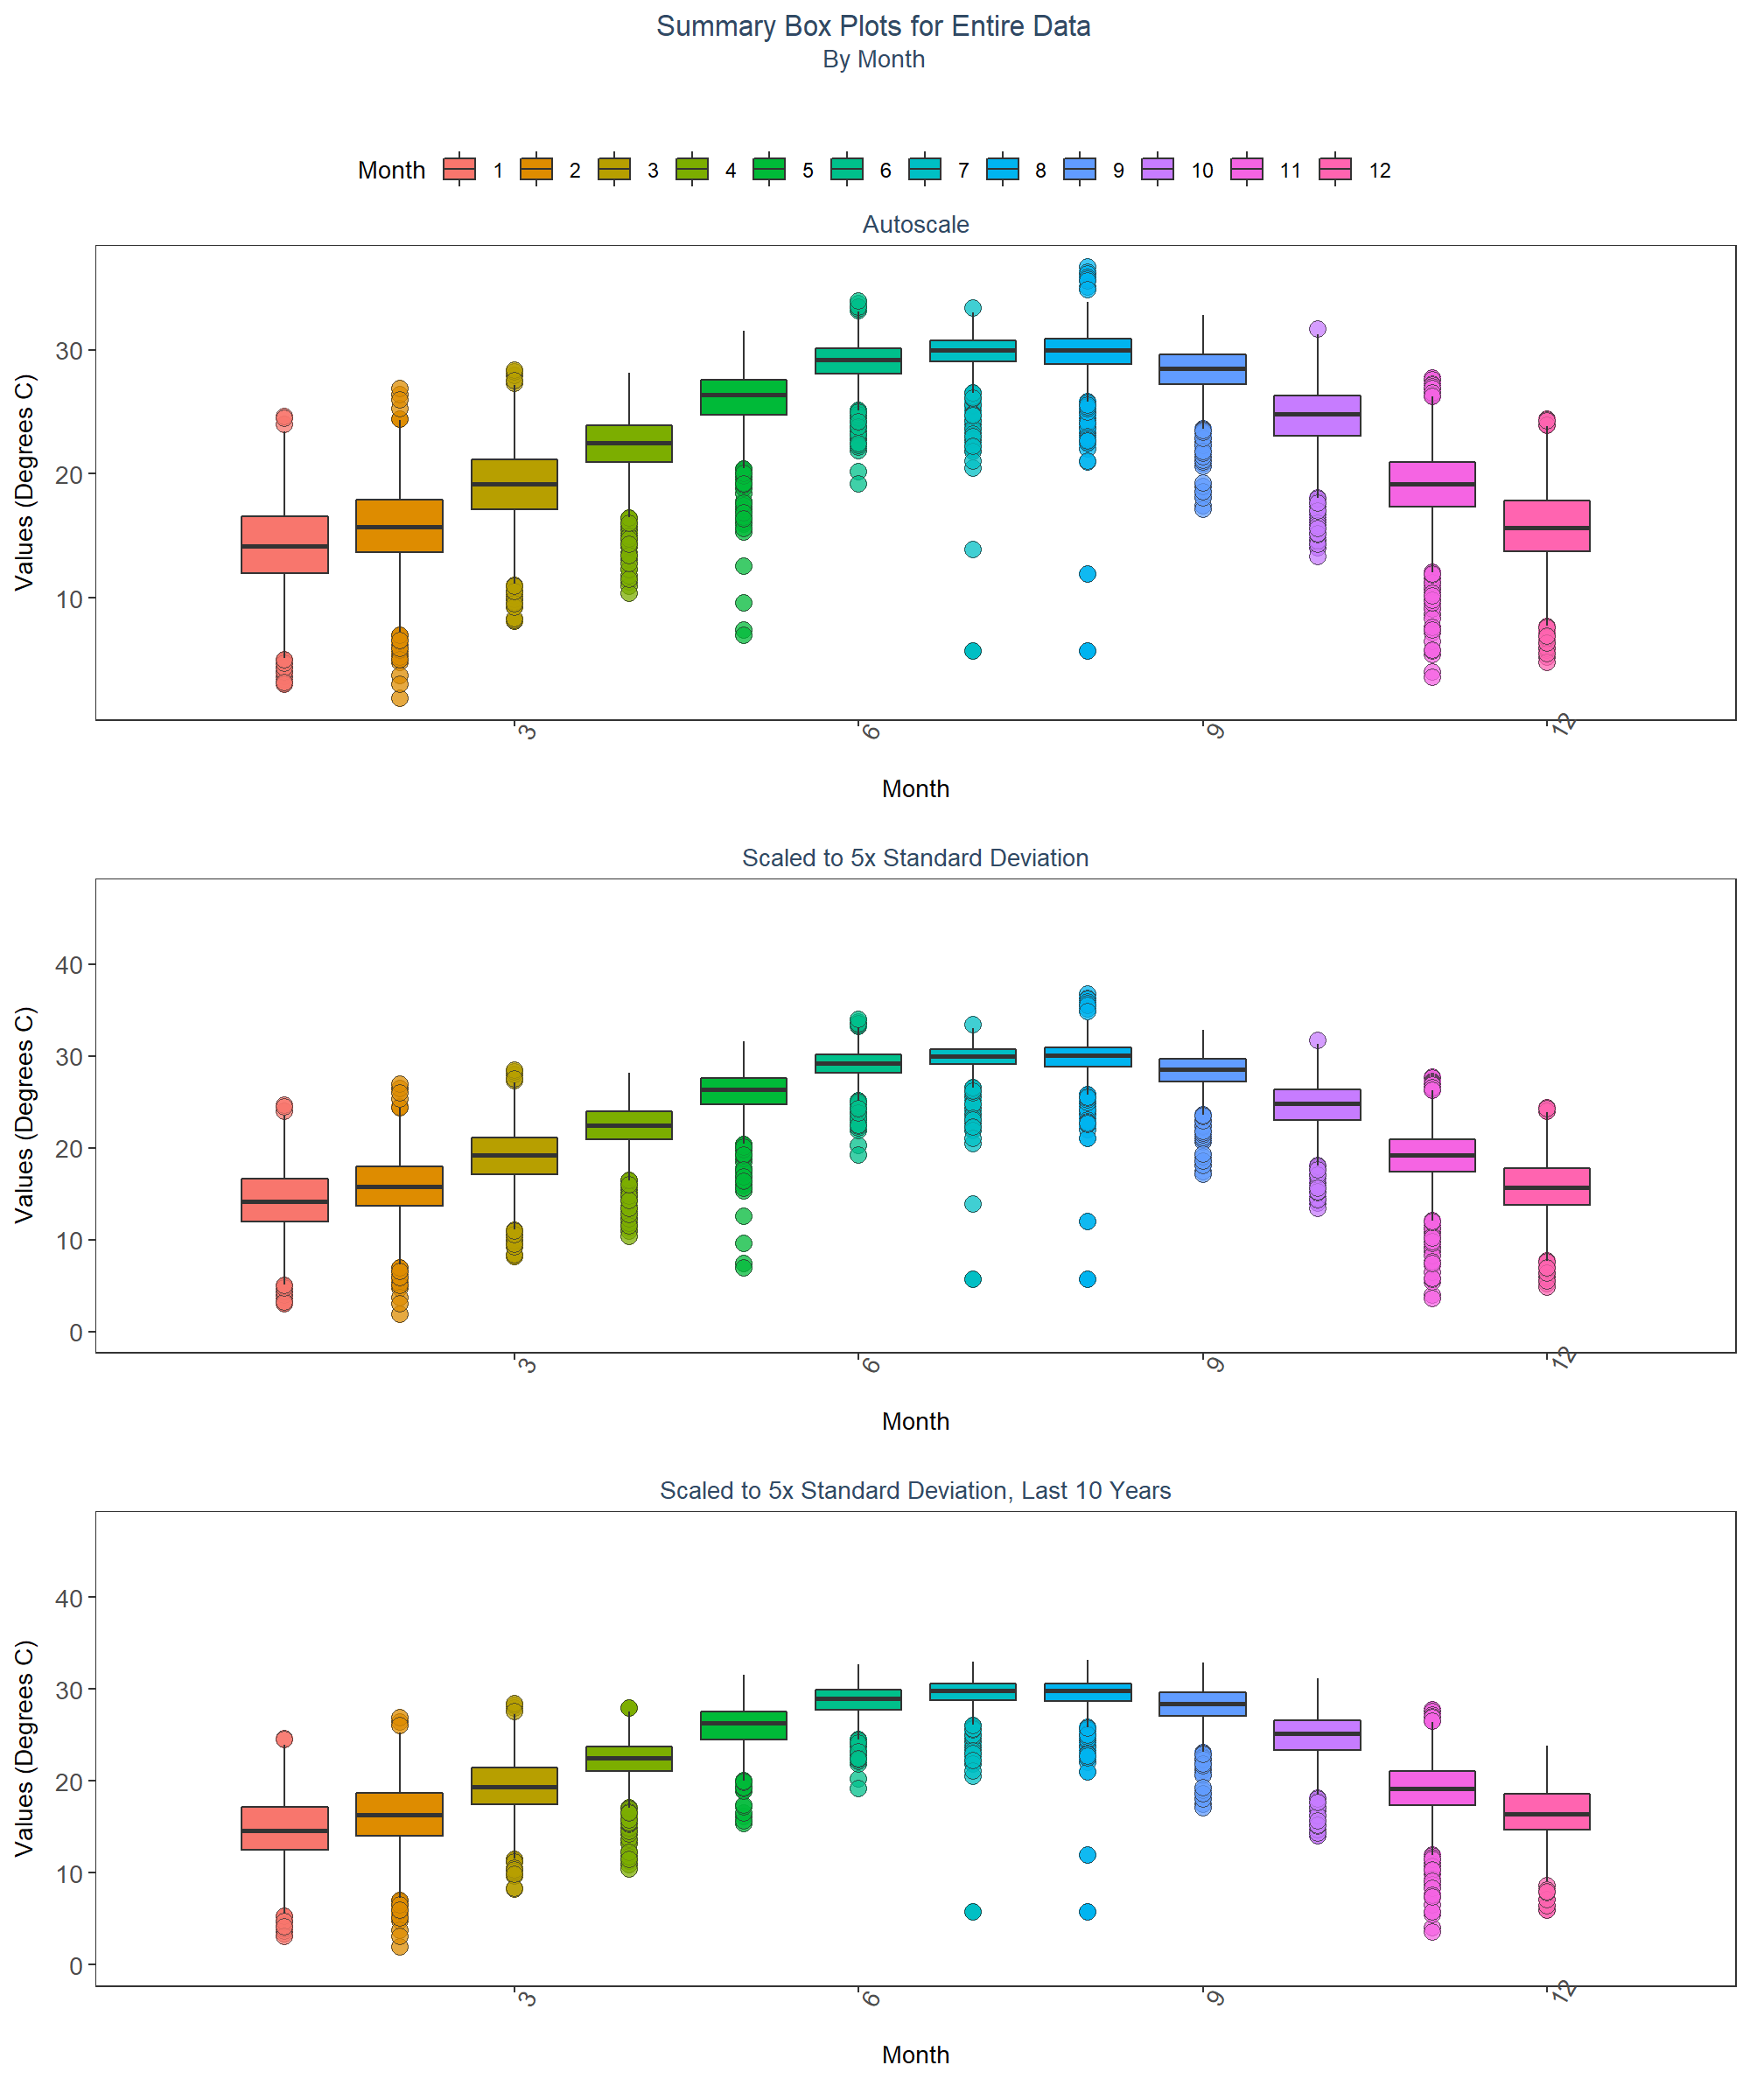 Summary Box Plots for Entire Data
By Month
Month 1 2 3 4 5 6 7 8 9 10 11 12
Autoscale
Values (Degrees C)
30
20
10
3 6 9 12
Month
Scaled to 5x Standard Deviation
Values (Degrees C)
40
30
20
10
0
3 6 9 12
Month
Scaled to 5x Standard Deviation, Last 10 Years
Values (Degrees C)
40
30
20
10
0
3 6 9 12
Month